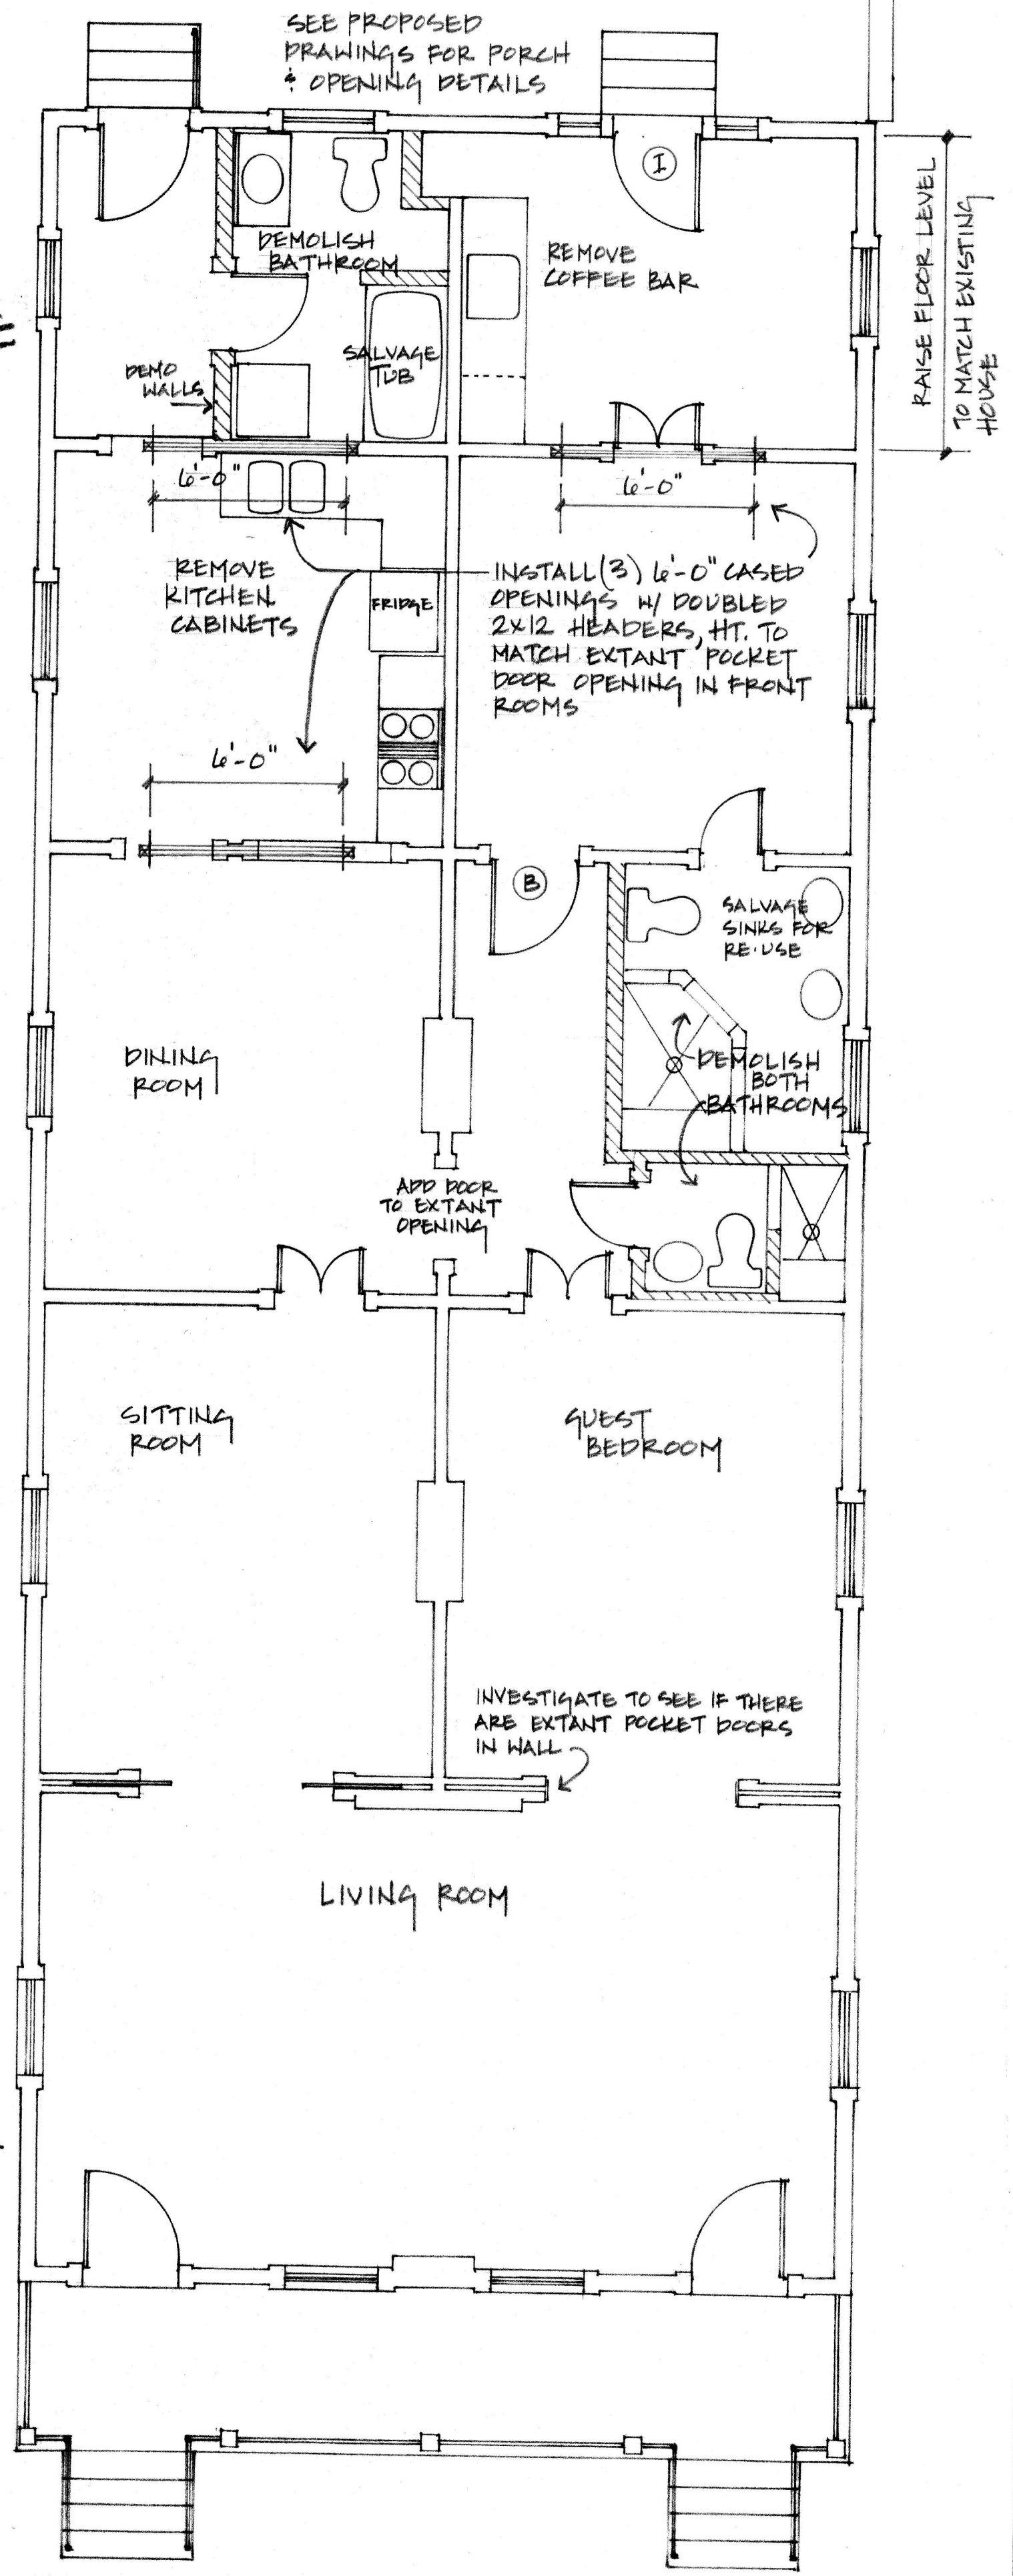 SEE PROPOSED
DRAWINGS FOR PORCH
& OPENING DETAILS
I
DEMOLISH
BATHROOM
REMOVE
COFFEE BAR
RAISE FLOOR LEVEL
TO MATCH EXISTING
HOUSE
SALVAGE
TUB
DEMO
WALLS
6'-0"
6'-0"
REMOVE
KITCHEN
CABINETS
FRIDGE
INSTALL (3) 6'-0" CASED
OPENINGS W/ DOUBLED
2X12 HEADERS, HT. TO
MATCH EXTANT POCKET
DOOR OPENING IN FRONT
ROOMS
6'-0"
B
SALVAGE
SINKS FOR
RE-USE
DINING
ROOM
DEMOLISH
BOTH
BATHROOMS
ADD DOOR
TO EXTANT
OPENING
SITTING
ROOM
GUEST
BEDROOM
INVESTIGATE TO SEE IF THERE
ARE EXTANT POCKET DOORS
IN WALL
LIVING ROOM